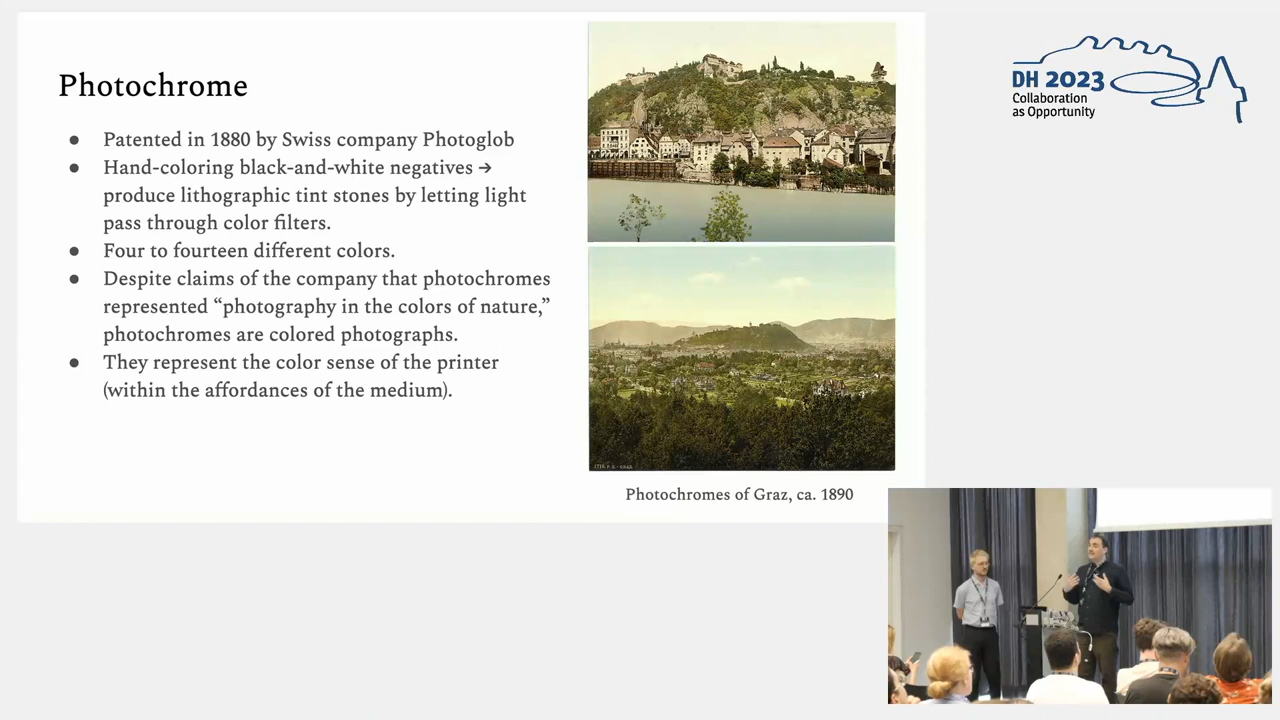 Photochrome
● Patented in 1880 by Swiss company Photoglob
● Hand-coloring black-and-white negatives →
produce lithographic tint stones by letting light
pass through color filters.
● Four to fourteen different colors.
● Despite claims of the company that photochromes
represented “photography in the colors of nature,”
photochromes are colored photographs.
● They represent the color sense of the printer
(within the affordances of the medium).
Photochromes of Graz, ca. 1890
DH 2023
Collaboration
as Opportunity